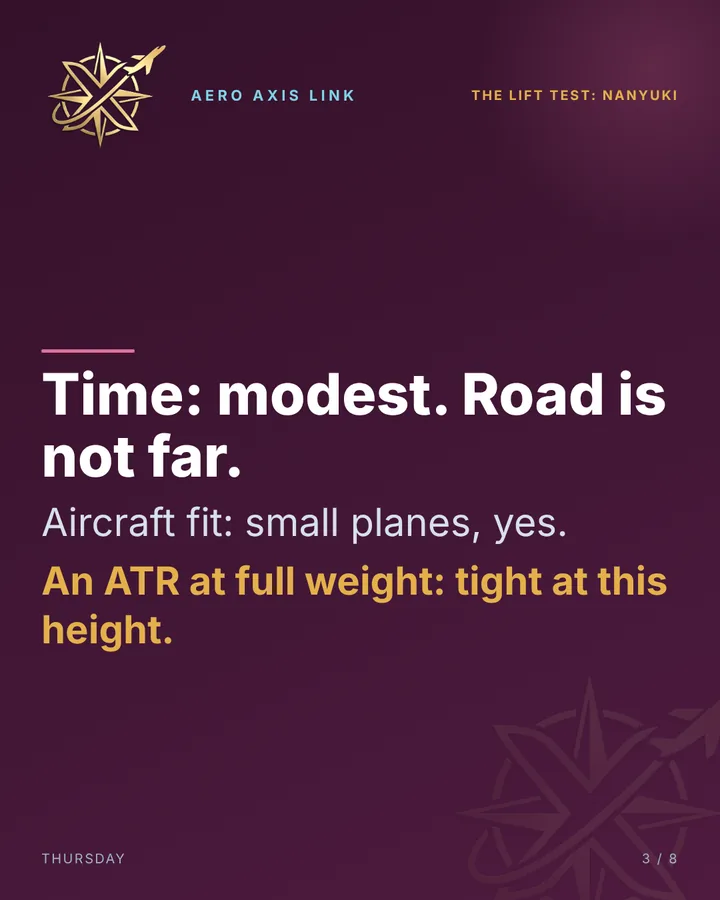 AERO AXIS LINK
THE LIFT TEST: NANYUKI
Time: modest. Road is
not far.
Aircraft fit: small planes, yes.
An ATR at full weight: tight at this
height.
THURSDAY
3 / 8